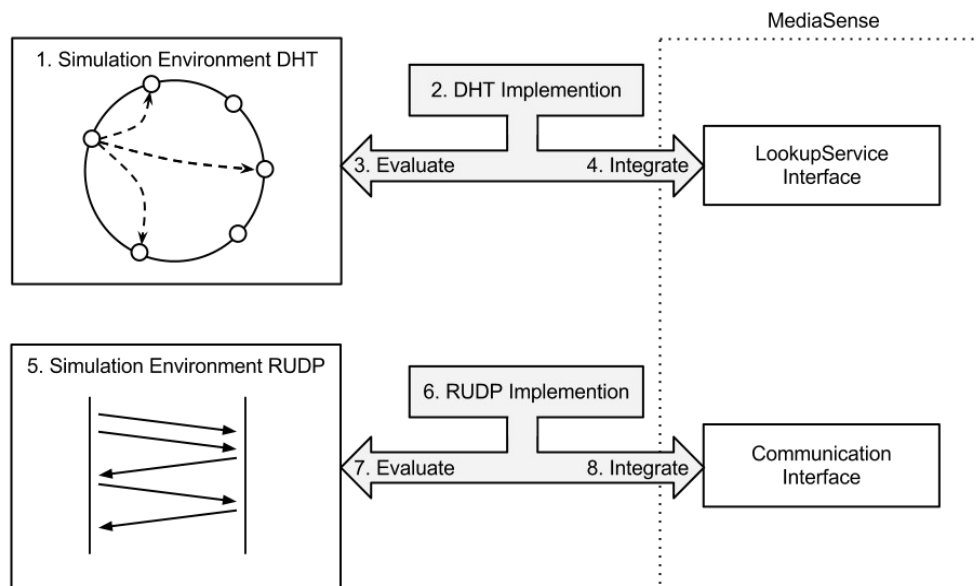 MediaSense
1. Simulation Environment DHT
2. DHT Implemention
3. Evaluate
4. Integrate
LookupService
Interface
5. Simulation Environment RUDP
6. RUDP Implemention
7. Evaluate
8. Integrate
Communication
Interface